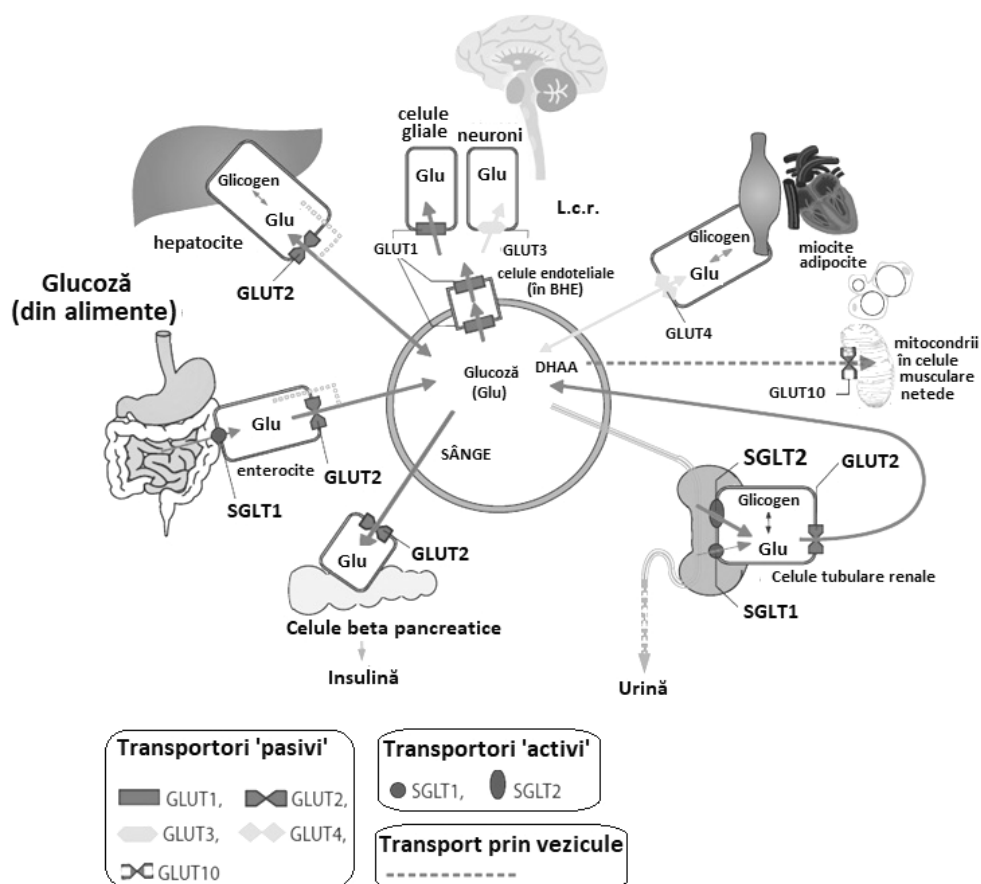 celule
gliale
neuroni
Glu
Glu
L.c.r.
GLUT1
GLUT3
celule endoteliale
(în BHE)
Glicogen
Glu
hepatocite
GLUT2
Glicogen
Glu
miocite
adipocite
GLUT4
Glucoză
(din alimente)
mitocondrii
în celule
musculare
netede
GLUT10
Glucoză
(Glu)
DHAA
SÂNGE
Glu
enterocite
GLUT2
SGLT1
Glu
GLUT2
Celule beta pancreatice
Insulină
SGLT2
GLUT2
Glicogen
Glu
Celule tubulare renale
SGLT1
Urină
Transportori 'pasivi'
GLUT1,
GLUT2,
GLUT3,
GLUT4,
GLUT10
Transportori 'activi'
SGLT1,
SGLT2
Transport prin vezicule